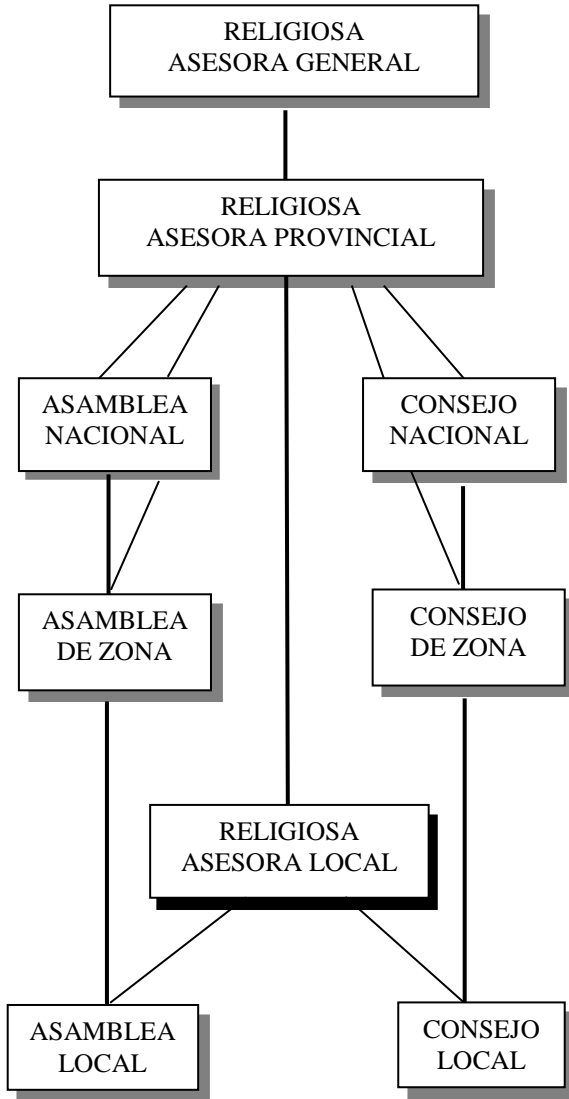 RELIGIOSA
ASESORA GENERAL
RELIGIOSA
ASESORA PROVINCIAL
ASAMBLEA
NACIONAL
CONSEJO
NACIONAL
ASAMBLEA
DE ZONA
CONSEJO
DE ZONA
RELIGIOSA
ASESORA LOCAL
ASAMBLEA
LOCAL
CONSEJO
LOCAL